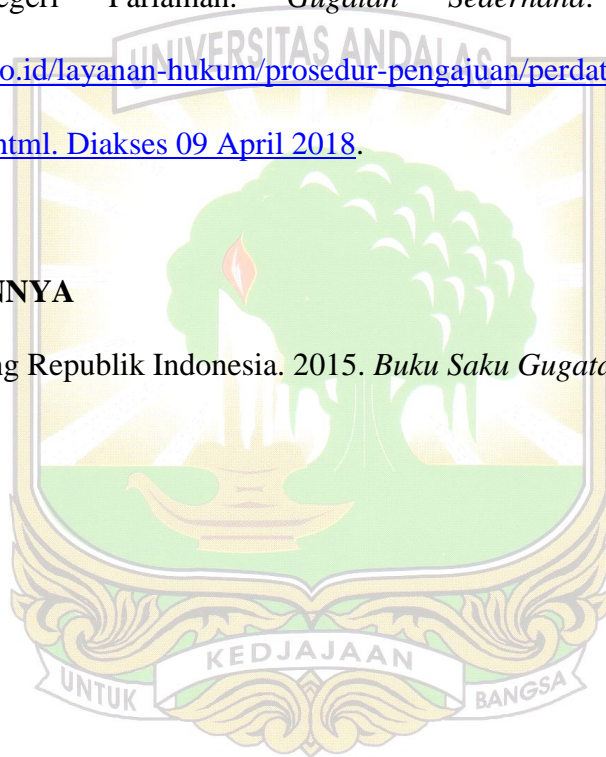 egeri Pariaman. Gugatan Sederhana.
UNIVERSITAS ANDALAS
o.id/layanan-hukum/prosedur-pengajuan/perdat
html. Diakses 09 April 2018.
NNYA
ng Republik Indonesia. 2015. Buku Saku Gugata
KEDJAJAAN
UNTUK
BANGSA